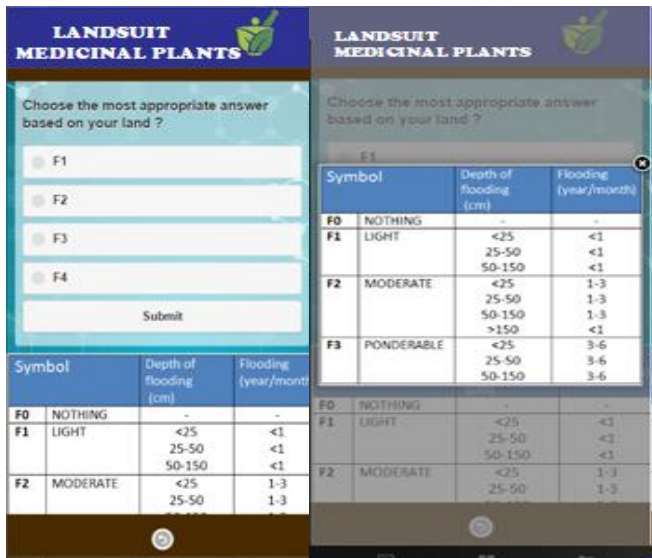 LANDSUIT
MEDICINAL PLANTS
Choose the most appropriate answer
based on your land ?
F1
F2
F3
F4
Submit
Symbol Depth of flooding (cm) Flooding (year/mont
F0 NOTHING - -
F1 LIGHT <25 <1
25-50 <1
50-150 <1
F2 MODERATE <25 1-3
25-50 1-3
LANDSUIT
MEDICINAL PLANTS
Choose the most appropriate answer
based on your land ?
F1
Symbol Depth of flooding (cm) Flooding (year/month)
F0 NOTHING - -
F1 LIGHT <25 <1
25-50 <1
50-150 <1
F2 MODERATE <25 1-3
25-50 1-3
50-150 1-3
>150 <1
F3 PONDERABLE <25 3-6
25-50 3-6
50-150 3-6
F0 NOTHING - -
F1 LIGHT <25 <1
25-50 <1
50-150 <1
F2 MODERATE <25 1-3
25-50 1-3